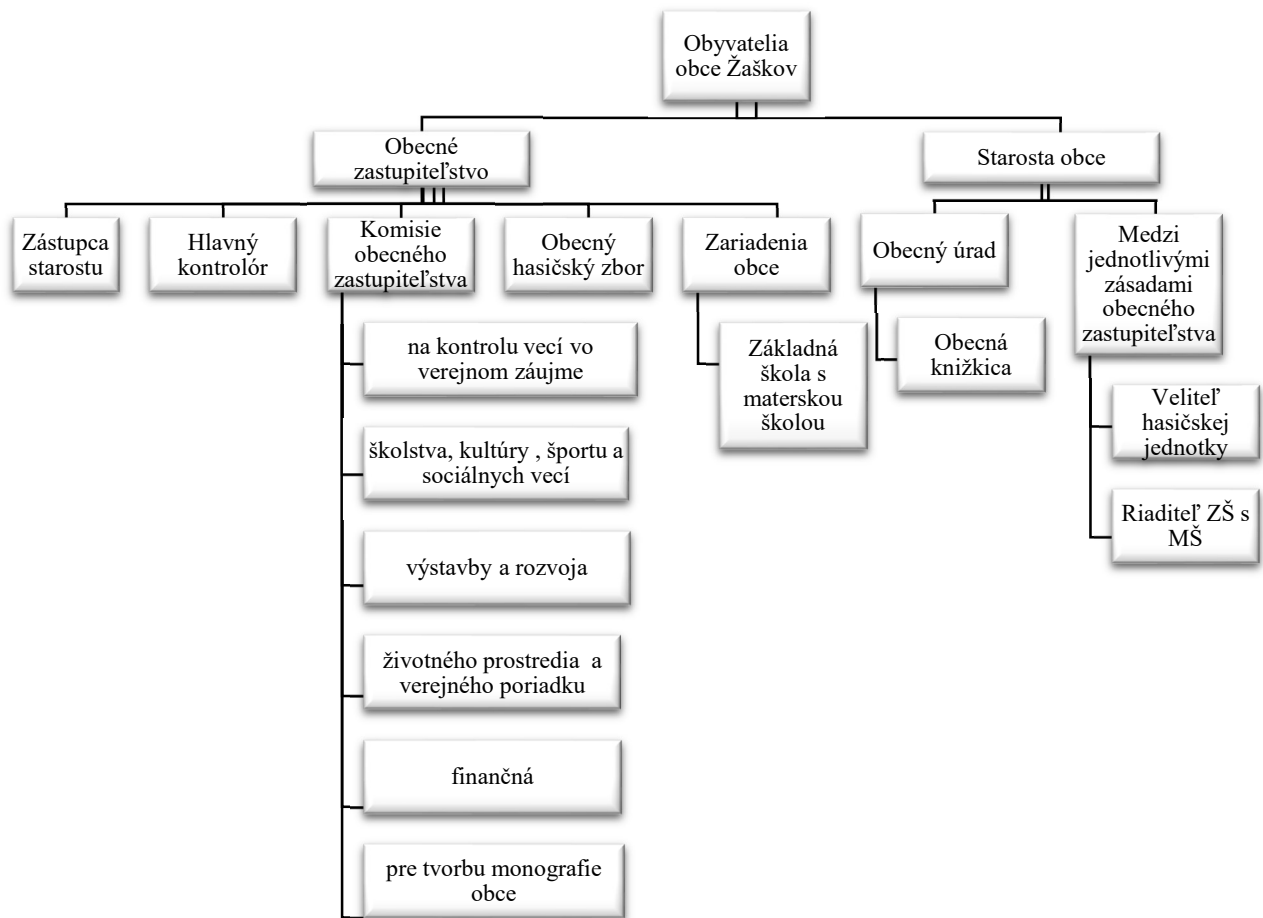 Obyvatelia
obce Žaškov
Obecné
zastupiteľstvo
Starosta obce
Zástupca
starostu
Hlavný
kontrolór
Komisie
obecného
zastupiteľstva
Obecný
hasičský zbor
Zariadenia
obce
Obecný úrad
Medzi
jednotlivými
zásadami
obecného
zastupiteľstva
na kontrolu vecí vo
verejnom záujme
školstva, kultúry , športu a
sociálnych vecí
výstavby a rozvoja
životného prostredia a
verejného poriadku
finančná
pre tvorbu monografie
obce
Základná
škola s
materskou
školou
Obecná
knižkica
Veliteľ
hasičskej
jednotky
Riaditeľ ZŠ s
MŠ